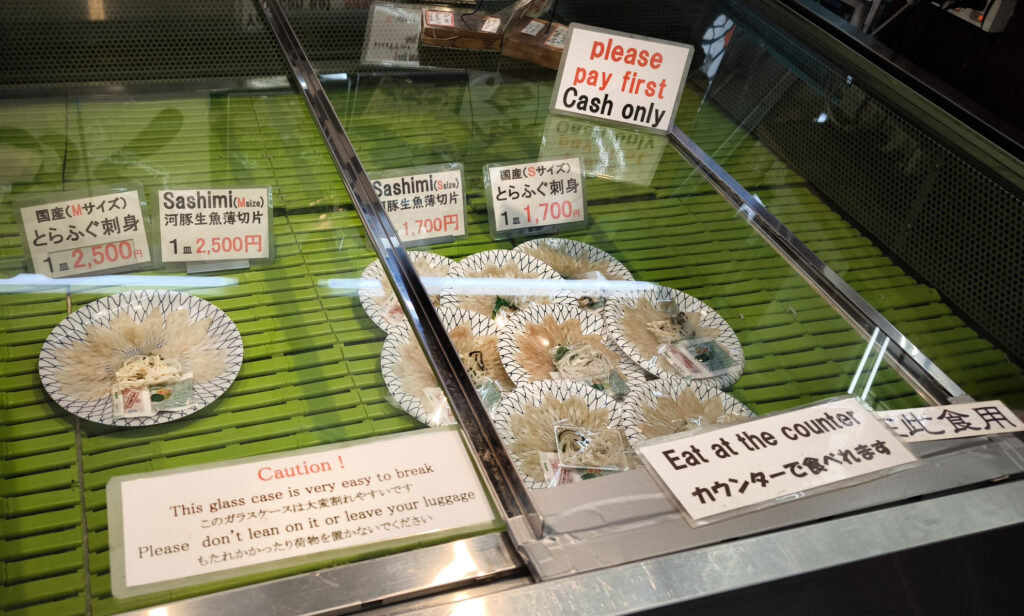 please
pay first
Cash only
国産(Mサイズ)
とらふぐ刺身
1皿 2,500円
Sashimi(Msize)
河豚生魚薄切片
1皿 2,500円
Sashimi(Ssize)
河豚生魚薄切片
1,700円
国産(Sサイズ)
とらふぐ刺身
1皿 1,700円
Caution !
This glass case is very easy to break
このガラスケースは大変割れやすいです
Please don't lean on it or leave your luggage
もたれかかったり荷物を置かないでください
Eat at the counter
カウンターで食べれます
此食用